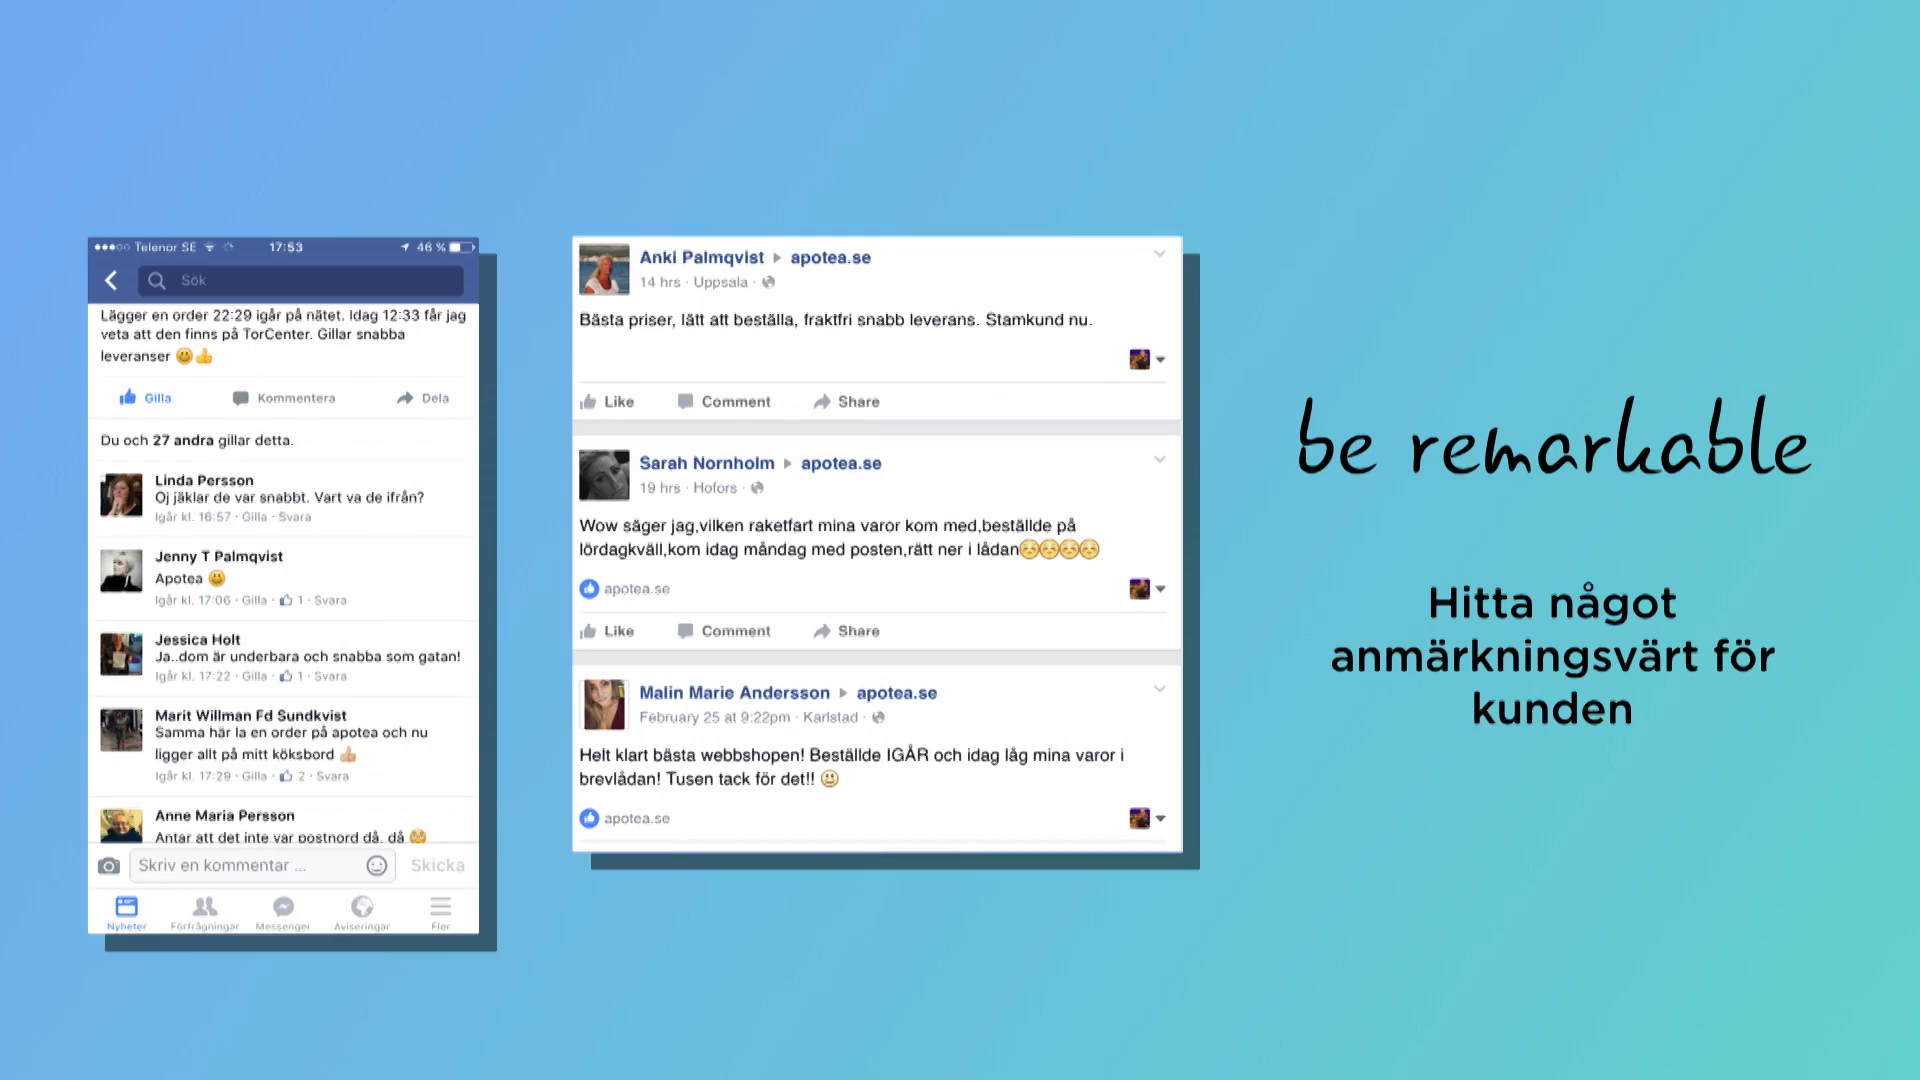 Telenor SE 17:53 46 %
Sök
Lägger en order 22:29 igår på nätet. Idag 12:33 får jag
veta att den finns på TorCenter. Gillar snabba
leveranser 😀👍
Gilla Kommentera Dela
Du och 27 andra gillar detta.
Linda Persson
Oj jäklar de var snabbt. Vart va de ifrån?
Igår kl. 16:57 · Gilla · Svara
Jenny T Palmqvist
Apotea 😀
Igår kl. 17:06 · Gilla · 1 · Svara
Jessica Holt
Ja..dom är underbara och snabba som gatan!
Igår kl. 17:22 · Gilla · 1 · Svara
Marit Willman Fd Sundkvist
Samma här la en order på apotea och nu
ligger allt på mitt köksbord 👍
Igår kl. 17:29 · Gilla · 2 · Svara
Anne Maria Persson
Antar att det inte var postnord då. då 😁
Skriv en kommentar ... Skicka
Nyheter Förfrågningar Messenger Aviseringar Fler
Anki Palmqvist ▸ apotea.se
14 hrs · Uppsala ·
Bästa priser, lätt att beställa, fraktfri snabb leverans. Stamkund nu.
Like Comment Share
Sarah Nornholm ▸ apotea.se
19 hrs · Hofors ·
Wow säger jag,vilken raketfart mina varor kom med,beställde på
lördagkväll,kom idag måndag med posten,rätt ner i lådan☺☺☺☺
apotea.se
Like Comment Share
Malin Marie Andersson ▸ apotea.se
February 25 at 9:22pm · Karlstad ·
Helt klart bästa webbshopen! Beställde IGÅR och idag låg mina varor i
brevlådan! Tusen tack för det!! 😀
apotea.se
be remarkable
Hitta något
anmärkningsvärt för
kunden